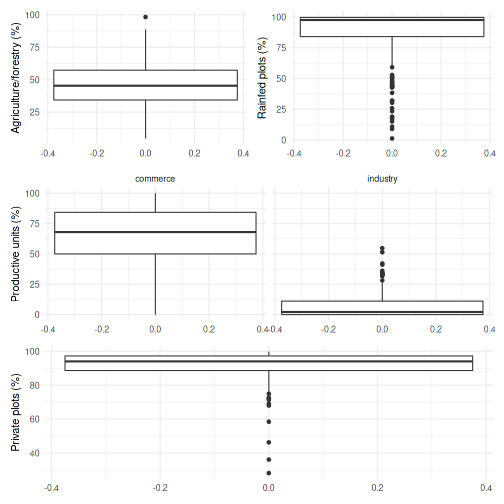 Agriculture/forestry (%)
100
75
50
25
-0.4 -0.2 0.0 0.2 0.4
Rainfed plots (%)
100
75
50
25
0
-0.4 -0.2 0.0 0.2 0.4
commerce industry
Productive units (%)
100
75
50
25
0
-0.4 -0.2 0.0 0.2 0.4 -0.4 -0.2 0.0 0.2 0.4
Private plots (%)
100
80
60
40
-0.4 -0.2 0.0 0.2 0.4